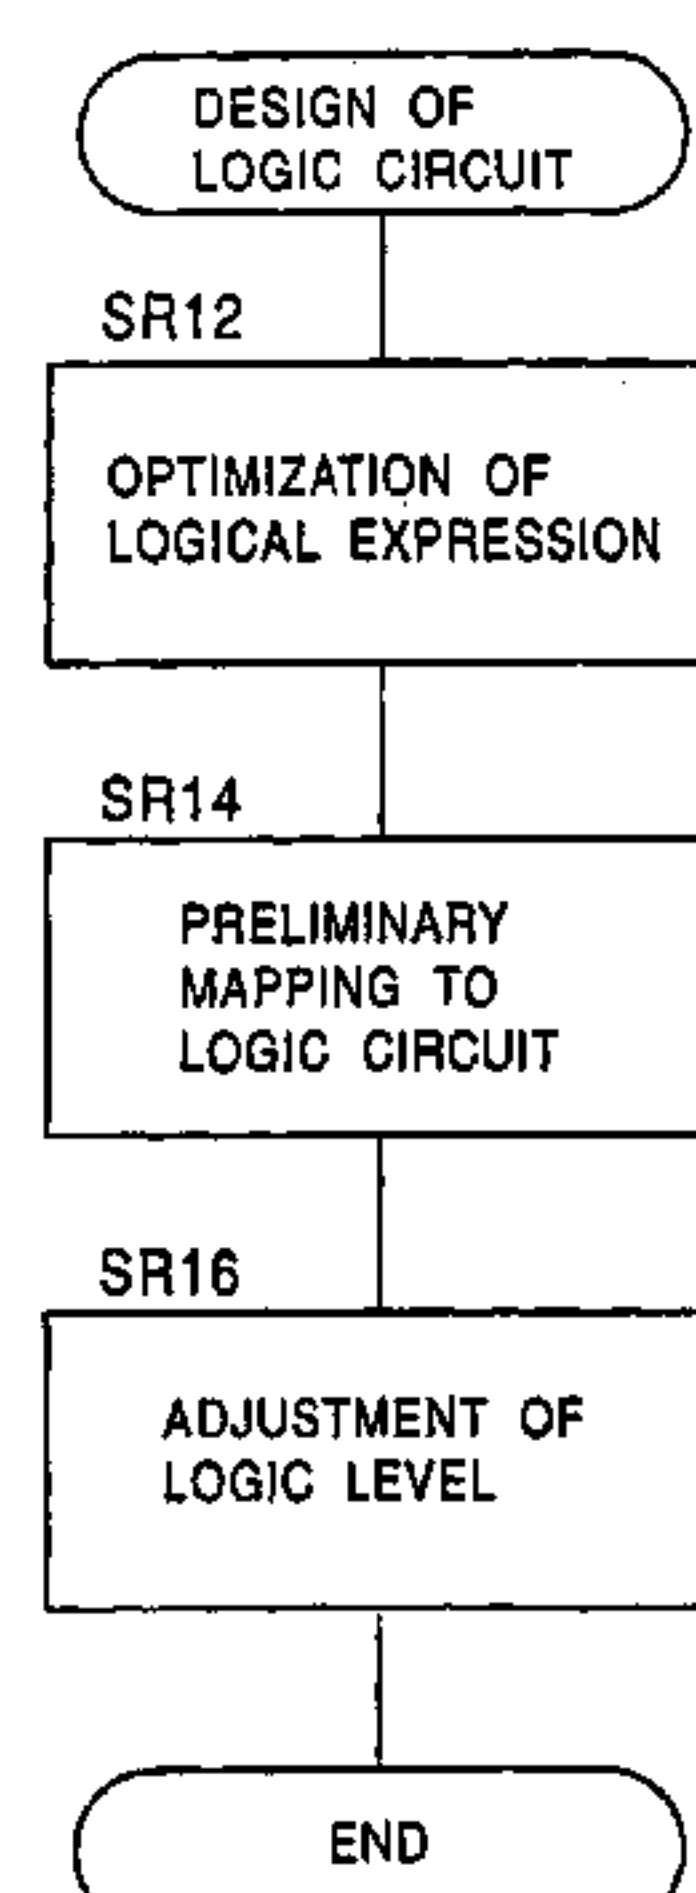 DESIGN OF
LOGIC CIRCUIT
SR12
OPTIMIZATION OF
LOGICAL EXPRESSION
SR14
PRELIMINARY
MAPPING TO
LOGIC CIRCUIT
SR16
ADJUSTMENT OF
LOGIC LEVEL
END